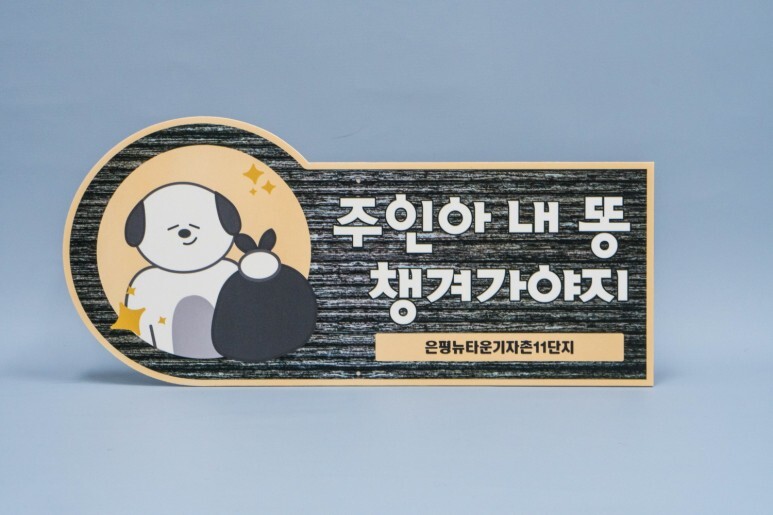 주인아 내 똥
챙겨가야지
은평뉴타운기자촌11단지